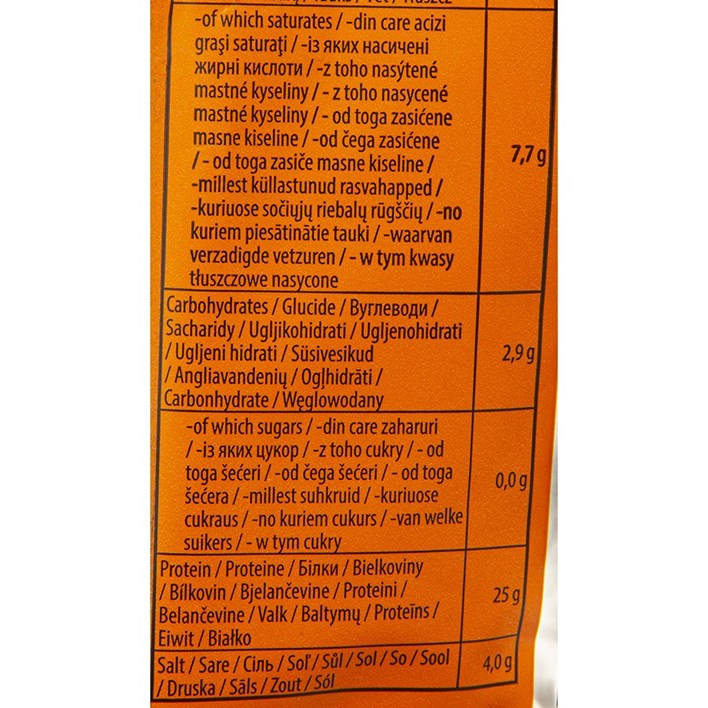 -of which saturates / -din care acizi
grași saturați / -із яких насичені
жирні кислоти / -z toho nasýtené
mastné kyseliny / - z toho nasycené
mastné kyseliny / - od toga zasićene
masne kiseline / -od čega zasićene
/ - od toga zasiče masne kiseline /
-millest küllastunud rasvahapped /
-kuriuose sočiųjų riebalų rūgščių / -no
kuriem piesātinātie tauki / -waarvan
verzadigde vetzuren / - w tym kwasy
tłuszczowe nasycone
7,7 g
Carbohydrates / Glucide / Вуглеводи /
Sacharidy / Ugljikohidrati / Ugljenohidrati
/ Ugljeni hidrati / Süsivesikud
/ Angliavandenių / Ogļhidrāti /
Carbonhydrate / Węglowodany
2,9 g
-of which sugars / -din care zaharuri
/ -із яких цукор / -z toho cukry / - od
toga šećeri / -od čega šećeri / - od toga
šećera / -millest suhkruid / -kuriuose
cukraus / -no kuriem cukurs / -van welke
suikers / - w tym cukry
0,0 g
Protein / Proteine / Білки / Bielkoviny
/ Bílkovin / Bjelančevine / Proteini /
Belančevine / Valk / Baltymų / Proteīns /
Eiwit / Białko
25 g
Salt / Sare / Сіль / Soľ / Sůl / Sol / So / Sool
/ Druska / Sāls / Zout / Sól
4,0 g